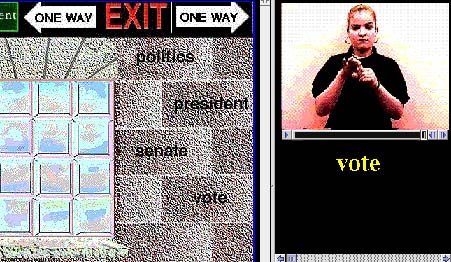 ent
ONE WAY
EXIT
ONE WAY
politics
president
senate
vote
vote